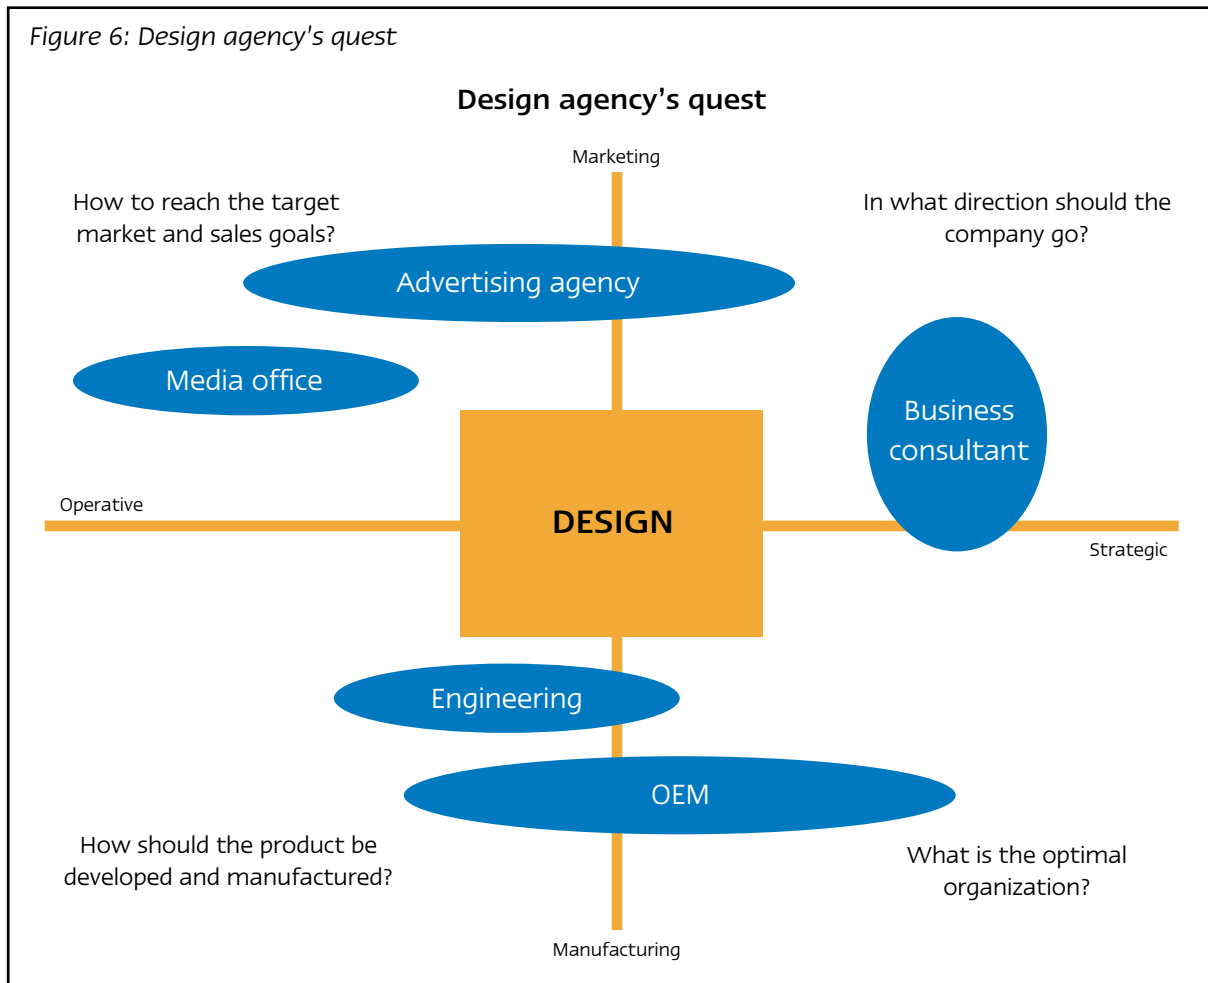 Figure 6: Design agency's quest
Design agency's quest
Marketing
How to reach the target
market and sales goals?
In what direction should the
company go?
Advertising agency
Media office
Business
consultant
Operative
DESIGN
Strategic
Engineering
OEM
How should the product be
developed and manufactured?
What is the optimal
organization?
Manufacturing